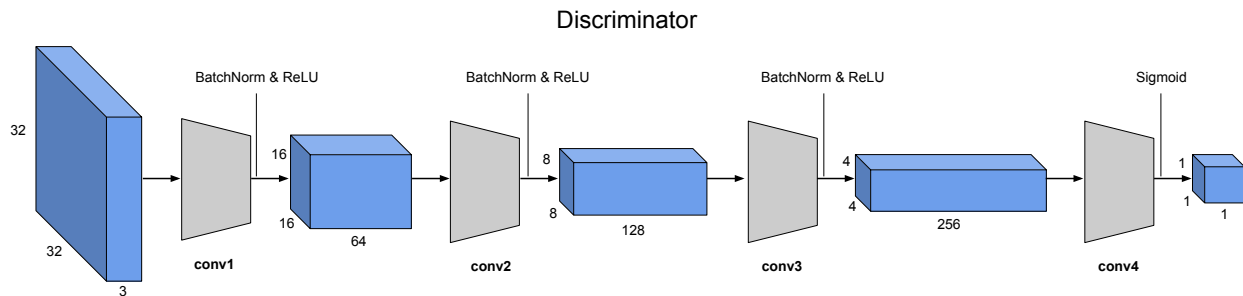 Discriminator
BatchNorm & ReLU
BatchNorm & ReLU
BatchNorm & ReLU
Sigmoid
32
32
3
conv1
16
16
64
conv2
8
8
128
conv3
4
4
256
conv4
1
1
1